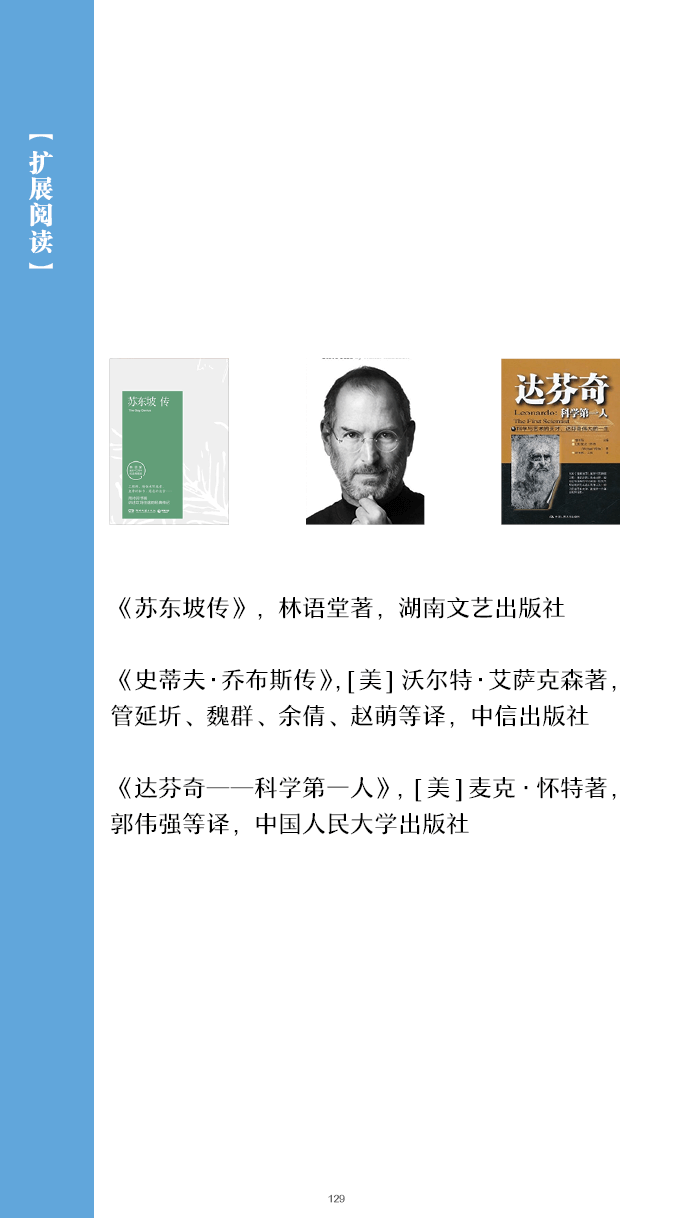 【扩展阅读】
苏东坡 传
达芬奇
Leonardo:
科学第一人
The First Scientist
《苏东坡传》，林语堂著，湖南文艺出版社
《史蒂夫·乔布斯传》，[美] 沃尔特·艾萨克森著，
管延圻、魏群、余倩、赵萌等译，中信出版社
《达芬奇——科学第一人》，[美]麦克·怀特著，
郭伟强等译，中国人民大学出版社
129